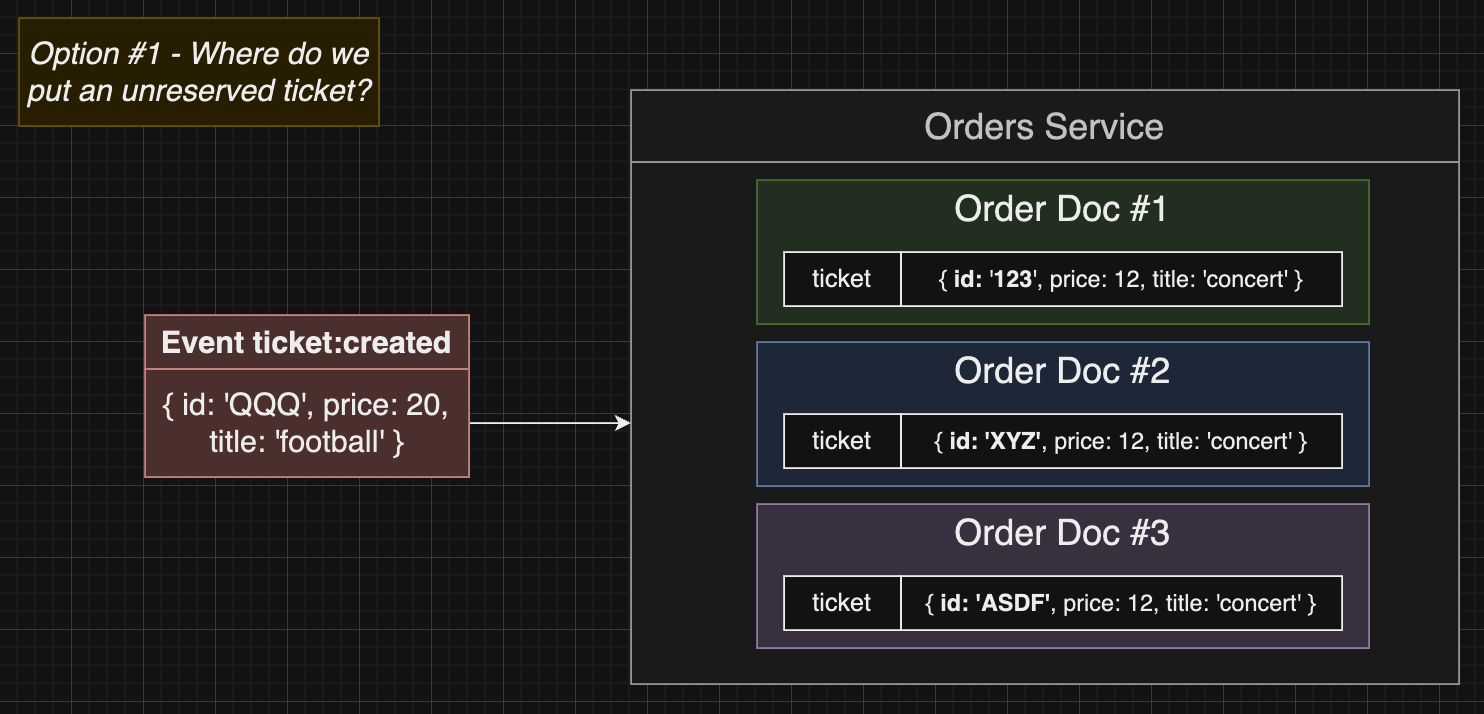 Option #1 - Where do we
put an unreserved ticket?
Orders Service
Order Doc #1
ticket { id: '123', price: 12, title: 'concert' }
Event ticket:created
{ id: 'QQQ', price: 20,
title: 'football' }
Order Doc #2
ticket { id: 'XYZ', price: 12, title: 'concert' }
Order Doc #3
ticket { id: 'ASDF', price: 12, title: 'concert' }